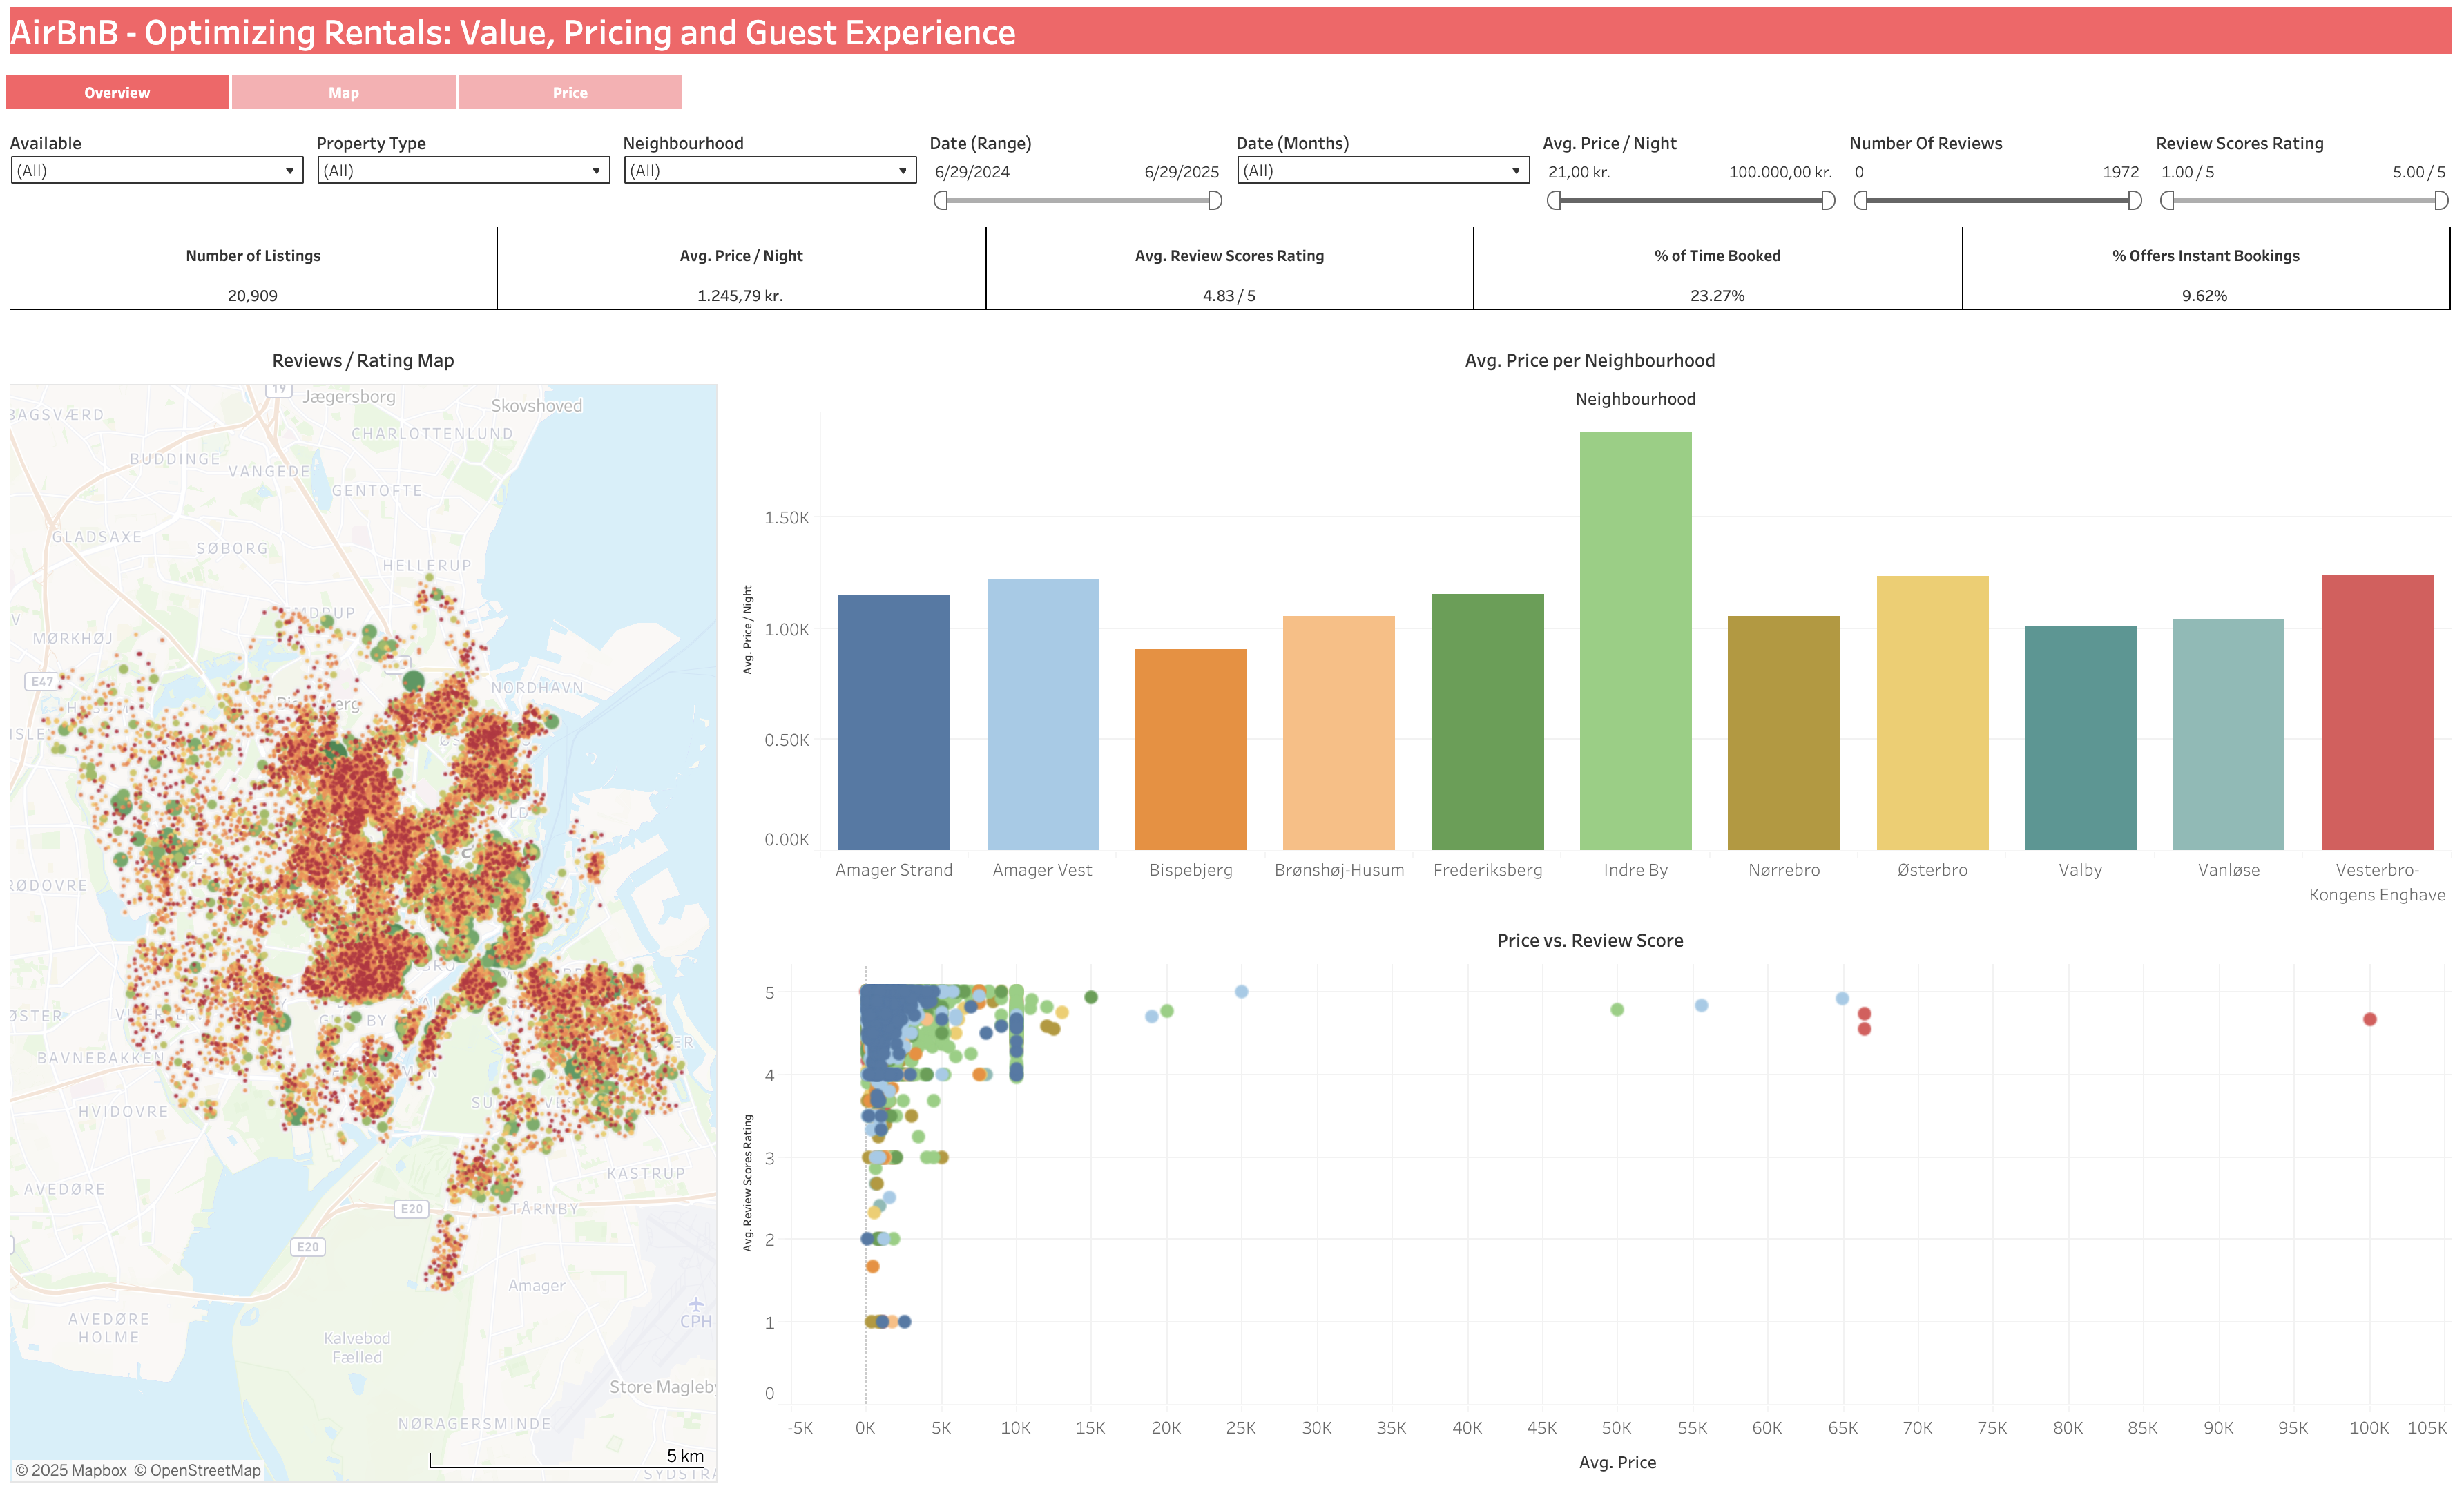 AirBnB - Optimizing Rentals: Value, Pricing and Guest Experience
Overview
Map
Price
Available
(All)
Property Type
(All)
Neighbourhood
(All)
Date (Range)
6/29/2024 6/29/2025
Date (Months)
(All)
Avg. Price / Night
21,00 kr. 100.000,00 kr.
Number Of Reviews
0 1972
Review Scores Rating
1.00 / 5 5.00 / 5
Number of Listings
Avg. Price / Night
Avg. Review Scores Rating
% of Time Booked
% Offers Instant Bookings
20,909
1.245,79 kr.
4.83 / 5
23.27%
9.62%
Reviews / Rating Map
19
Jægersborg
Skovshoved
BAGSVÆRD
CHARLOTTENLUND
BUDDINGE
VANGEDE
GENTOFTE
GLADSAXE
SØBORG
HELLERUP
EMDRUP
MØRKHØJ
E47
NORDHAVN
RØDOVRE
BAVNEBAKKEN
HVIDOVRE
KASTRUP
AVEDØRE
E20
TÅRNBY
E20
Amager
AVEDØRE
HOLME
CPH
Kalvebod
Fælled
Store Magleby
NØRAGERSMINDE
5 km
SYDSTRA
© 2025 Mapbox © OpenStreetMap
Avg. Price per Neighbourhood
Neighbourhood
Avg. Price / Night
1.50K
1.00K
0.50K
0.00K
Amager Strand
Amager Vest
Bispebjerg
Brønshøj-Husum
Frederiksberg
Indre By
Nørrebro
Østerbro
Valby
Vanløse
Vesterbro-
Kongens Enghave
Price vs. Review Score
Avg. Review Scores Rating
5
4
3
2
1
0
-5K 0K 5K 10K 15K 20K 25K 30K 35K 40K 45K 50K 55K 60K 65K 70K 75K 80K 85K 90K 95K 100K 105K
Avg. Price